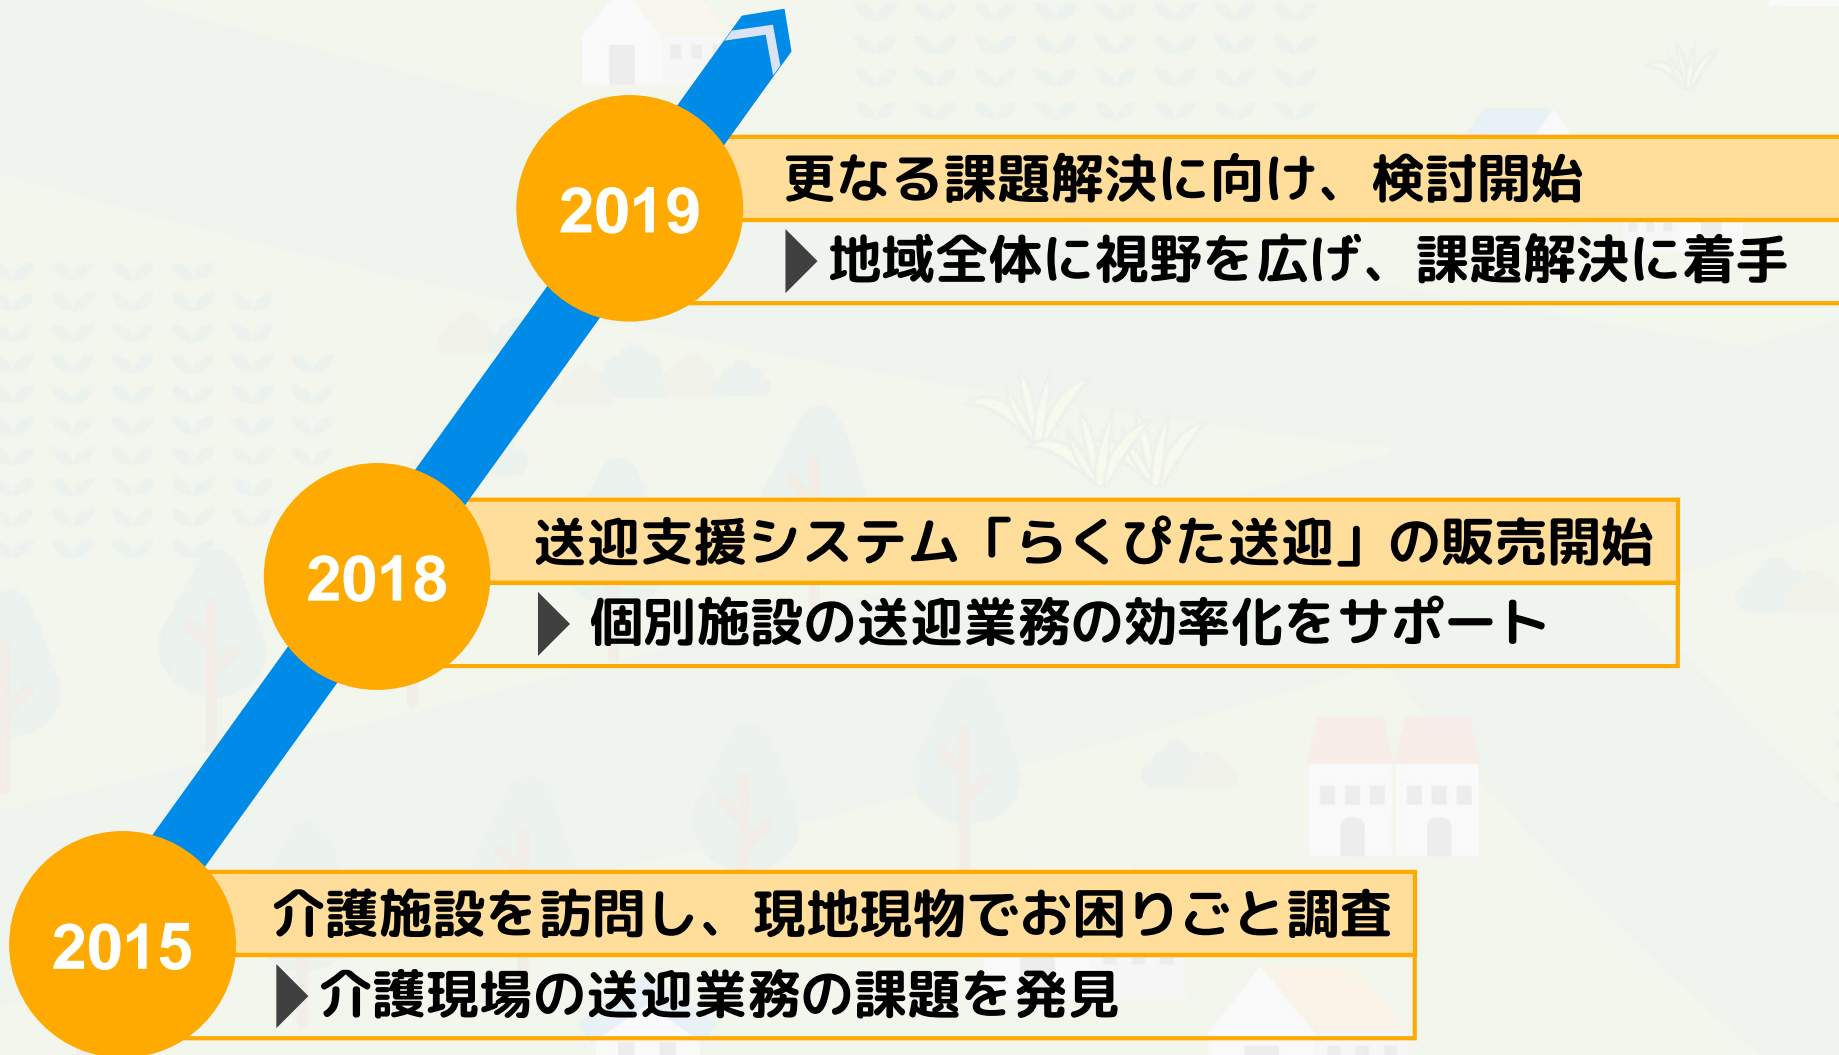 2019
更なる課題解決に向け、検討開始
地域全体に視野を広げ、課題解決に着手
2018
送迎支援システム「らくぴた送迎」の販売開始
個別施設の送迎業務の効率化をサポート
2015
介護施設を訪問し、現地現物でお困りごと調査
介護現場の送迎業務の課題を発見